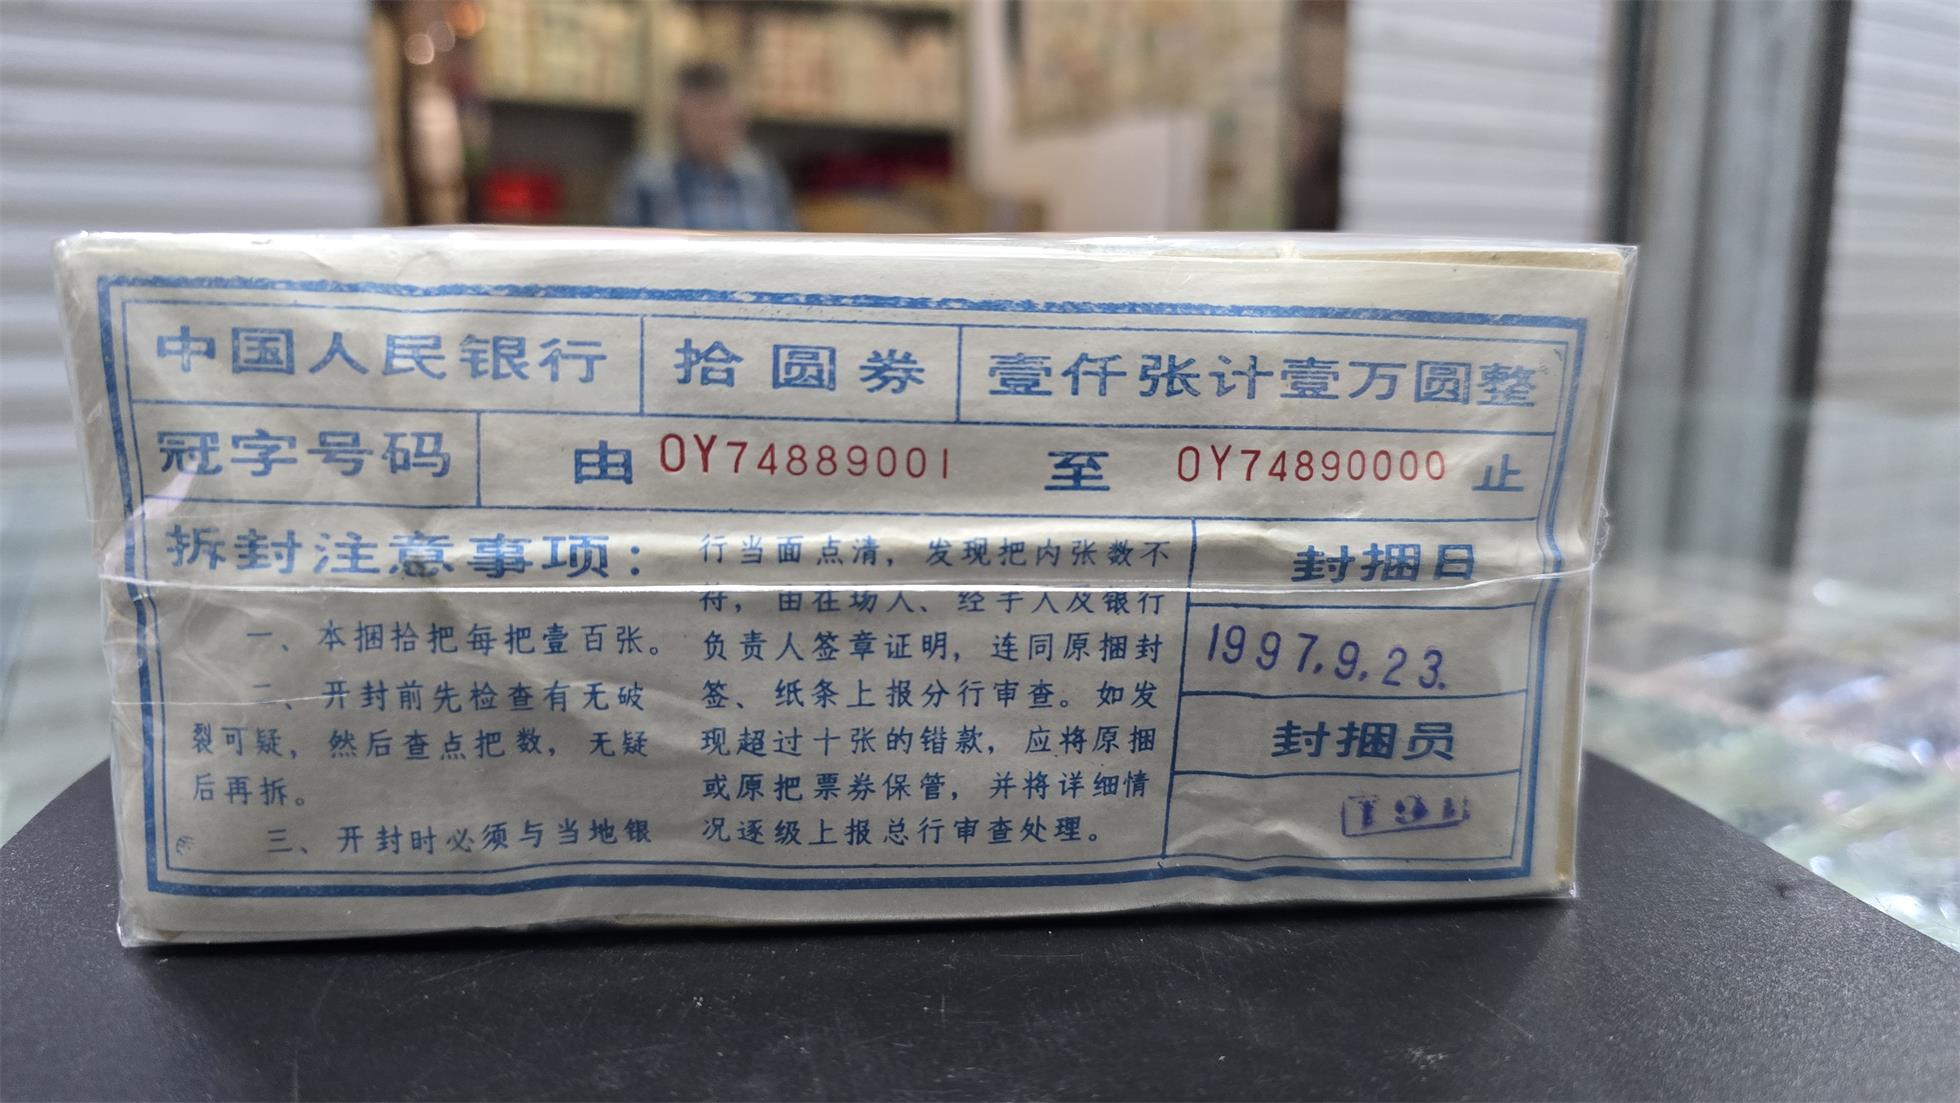 中国人民银行 拾圆券 壹仟张计壹万圆整
冠字号码 由 OY74889001 至 OY74890000 止
拆封注意事项：
一、本捆拾把每把壹百张。
二、开封前先检查有无破
裂可疑，然后查点把数，无疑
后再拆。
三、开封时必须与当地银
行当面点清，发现把内张数不
符，由在场人、经手人及银行
负责人签章证明，连同原捆封
签、纸条上报分行审查。如发
现超过十张的错款，应将原捆
或原把票券保管，并将详细情
况逐级上报总行审查处理。
封捆日
1997.9.23.
封捆员